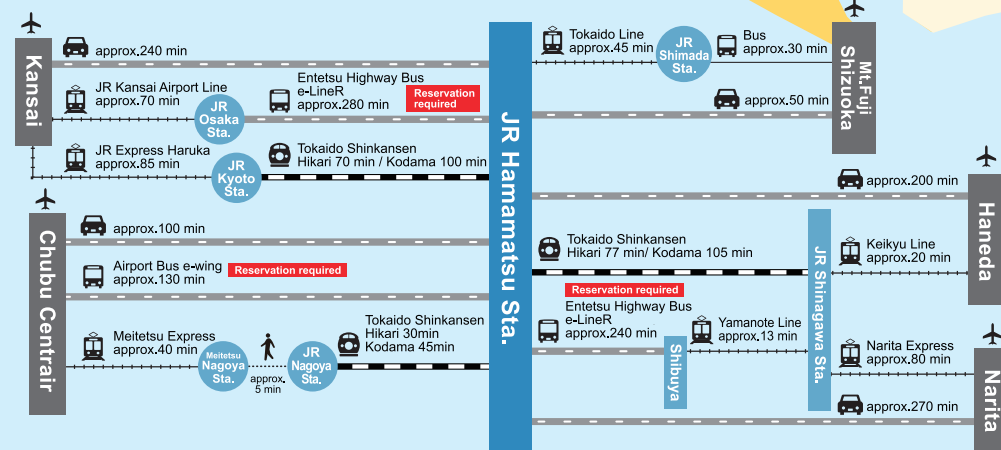 Kansai
approx.240 min
JR Kansai Airport Line
approx.70 min
JR
Osaka
Sta.
Entetsu Highway Bus
e-LineR
approx.280 min
Reservation
required
JR Express Haruka
approx.85 min
JR
Kyoto
Sta.
Tokaido Shinkansen
Hikari 70 min / Kodama 100 min
Chubu Centrair
approx.100 min
Airport Bus e-wing
approx.130 min
Reservation required
Meitetsu Express
approx.40 min
Meitetsu
Nagoya
Sta.
approx.
5 min
JR
Nagoya
Sta.
Tokaido Shinkansen
Hikari 30min
Kodama 45min
JR Hamamatsu Sta.
Tokaido Line
approx.45 min
JR
Shimada
Sta.
Bus
approx.30 min
approx.50 min
Mt.Fuji
Shizuoka
approx.200 min
Haneda
Tokaido Shinkansen
Hikari 77 min/ Kodama 105 min
JR Shinagawa Sta.
Keikyu Line
approx.20 min
Reservation required
Entetsu Highway Bus
e-LineR
approx.240 min
Shibuya
Yamanote Line
approx.13 min
Narita Express
approx.80 min
approx.270 min
Narita